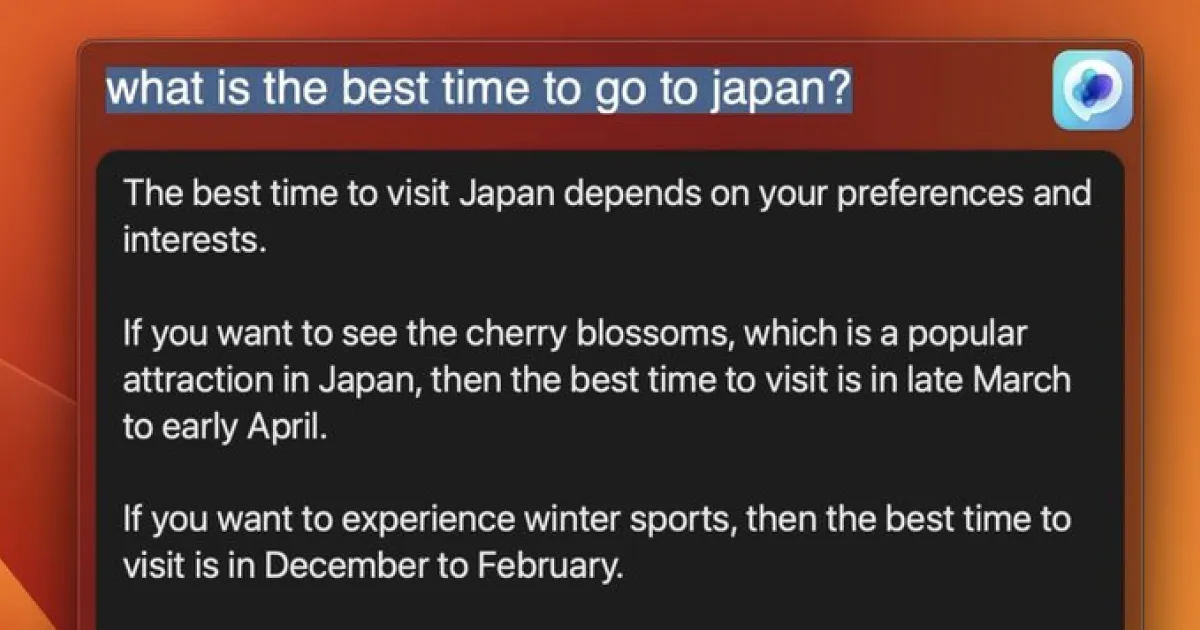 what is the best time to go to japan?
The best time to visit Japan depends on your preferences and
interests.
If you want to see the cherry blossoms, which is a popular
attraction in Japan, then the best time to visit is in late March
to early April.
If you want to experience winter sports, then the best time to
visit is in December to February.